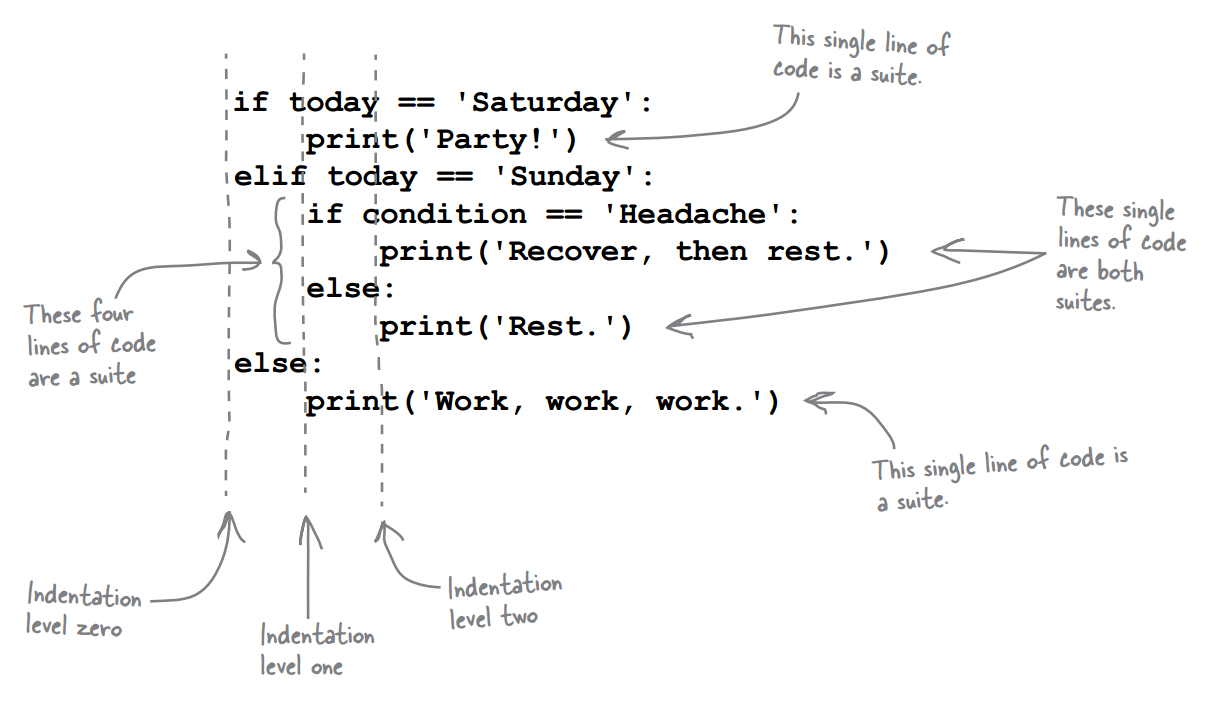 This single line of
code is a suite.
if today == 'Saturday':
print('Party!')
elif today == 'Sunday':
if condition == 'Headache':
print('Recover, then rest.')
else:
print('Rest.')
else:
print('Work, work, work.')
These single
lines of code
are both
suites.
These four
lines of code
are a suite
This single line of code is
a suite.
Indentation
level zero
Indentation
level one
Indentation
level two